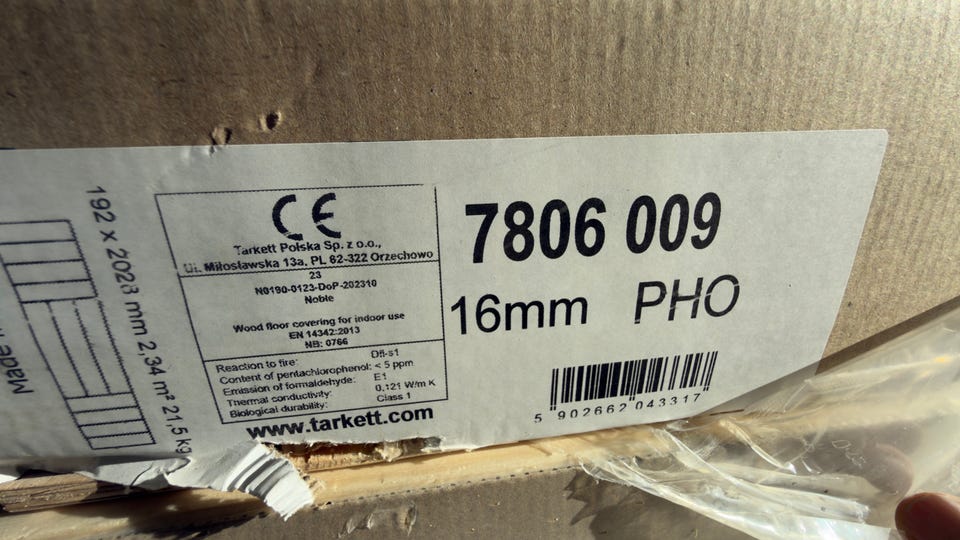 192 x 2023 mm 2,34 m² 21,5 kg
CE
Tarkett Polska Sp. z o.o.,
Ul. Miłosławska 13a, PL 62-322 Orzechowo
23
N0190-0123-DoP-202310
Noble
Wood floor covering for indoor use
EN 14342:2013
NB: 0766
Reaction to fire: Dfl-s1
Content of pentachlorophenol: < 5 ppm
Emission of formaldehyde: E1
Thermal conductivity: 0,121 W/m K
Biological durability: Class 1
www.tarkett.com
7806 009
16mm PHO
5 902662 043317